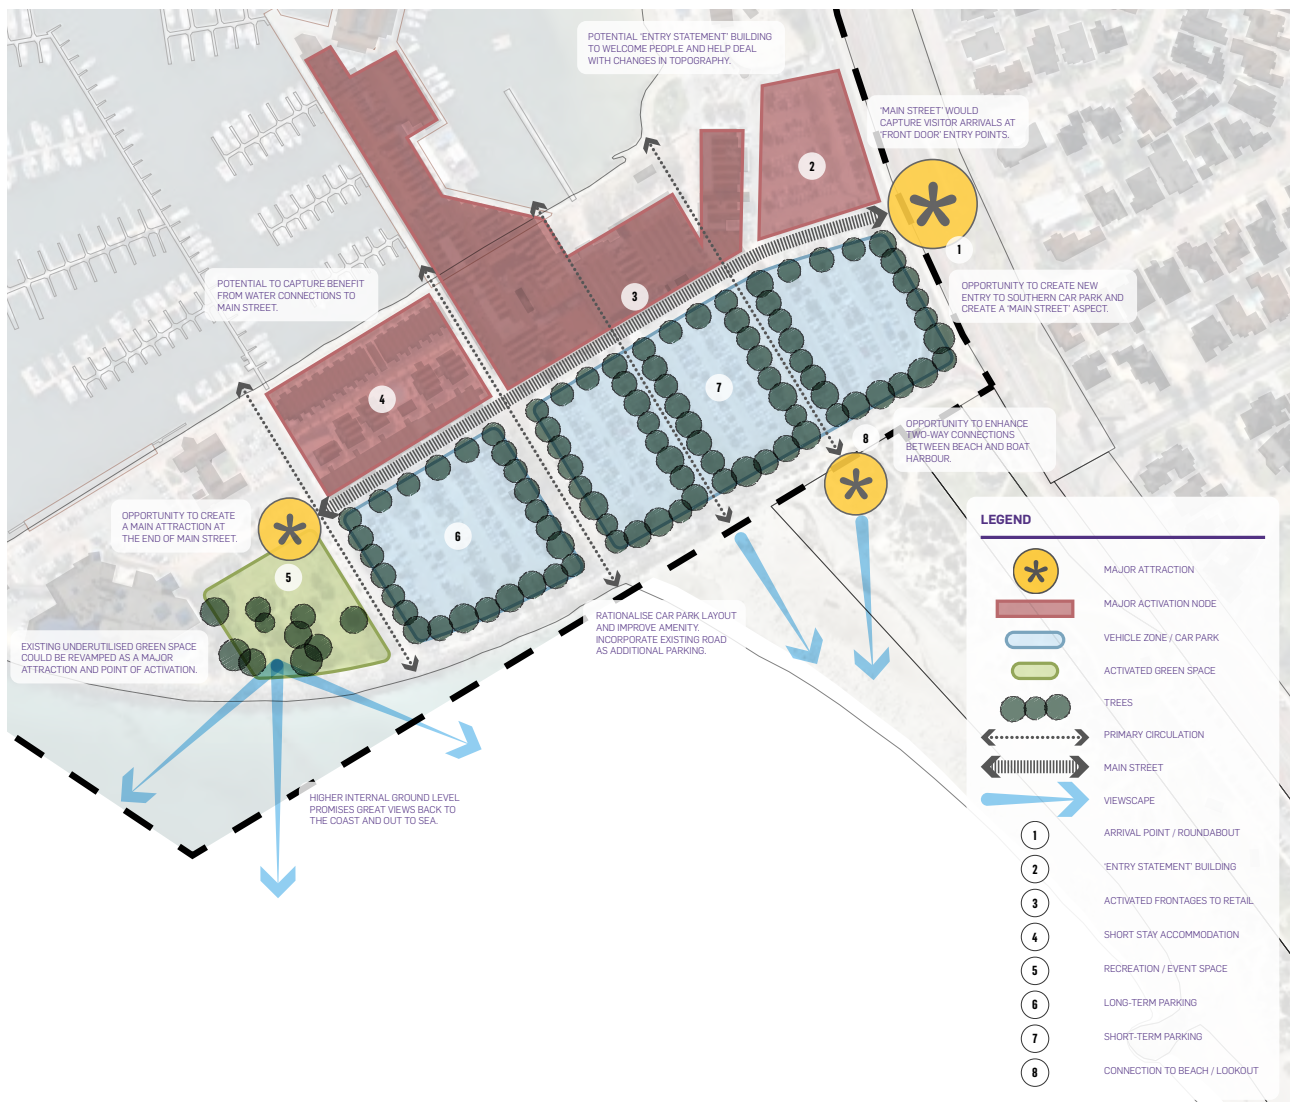 POTENTIAL 'ENTRY STATEMENT' BUILDING
TO WELCOME PEOPLE AND HELP DEAL
WITH CHANGES IN TOPOGRAPHY.
'MAIN STREET' WOULD
CAPTURE VISITOR ARRIVALS AT
'FRONT DOOR' ENTRY POINTS.
2
1
POTENTIAL TO CAPTURE BENEFIT
FROM WATER CONNECTIONS TO
MAIN STREET.
3
OPPORTUNITY TO CREATE NEW
ENTRY TO SOUTHERN CAR PARK AND
CREATE A 'MAIN STREET' ASPECT.
4
7
8
OPPORTUNITY TO ENHANCE
TWO-WAY CONNECTIONS
BETWEEN BEACH AND BOAT
HARBOUR.
OPPORTUNITY TO CREATE
A MAIN ATTRACTION AT
THE END OF MAIN STREET.
6
5
EXISTING UNDERUTILISED GREEN SPACE
COULD BE REVAMPED AS A MAJOR
ATTRACTION AND POINT OF ACTIVATION.
RATIONALISE CAR PARK LAYOUT
AND IMPROVE AMENITY.
INCORPORATE EXISTING ROAD
AS ADDITIONAL PARKING.
HIGHER INTERNAL GROUND LEVEL
PROMISES GREAT VIEWS BACK TO
THE COAST AND OUT TO SEA.
LEGEND
MAJOR ATTRACTION
MAJOR ACTIVATION NODE
VEHICLE ZONE / CAR PARK
ACTIVATED GREEN SPACE
TREES
PRIMARY CIRCULATION
MAIN STREET
VIEWSCAPE
1 ARRIVAL POINT / ROUNDABOUT
2 'ENTRY STATEMENT' BUILDING
3 ACTIVATED FRONTAGES TO RETAIL
4 SHORT STAY ACCOMMODATION
5 RECREATION / EVENT SPACE
6 LONG-TERM PARKING
7 SHORT-TERM PARKING
8 CONNECTION TO BEACH / LOOKOUT